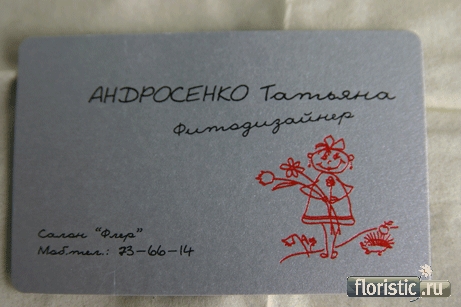 АНДРОСЕНКО Татьяна
Фитодизайнер
Салон "Флер"
Моб.тел.: 73-66-14
floristic.ru